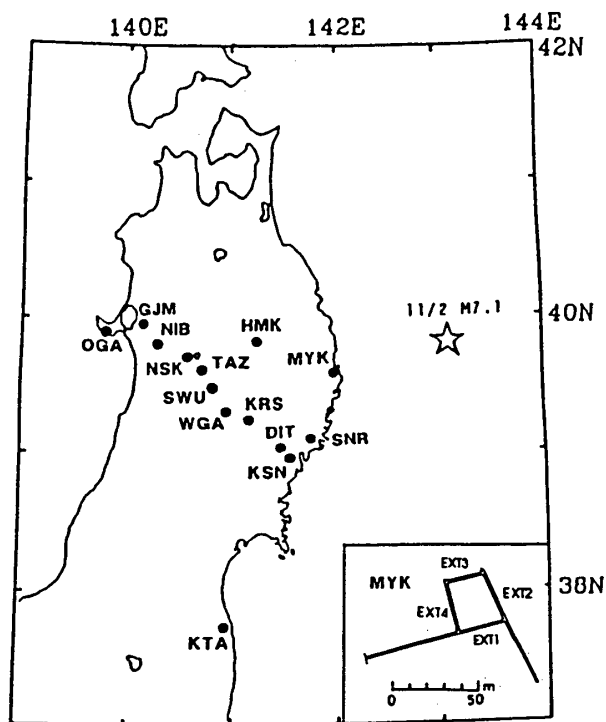 140E 142E 144E
42N
GJM
11/2 M7.1
40N
OGA
NIB
HMK
NSK
TAZ
MYK
SWU
WGA
KRS
DIT
SNR
KSN
EXT3
MYK
EXT2
38N
EXT4
EXT1
KTA
0 50 m